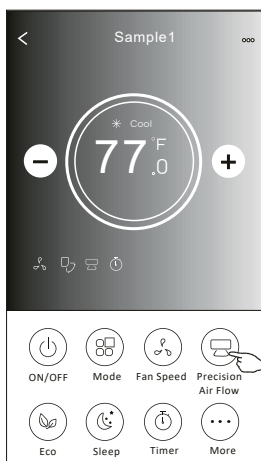 Sample1
Cool
77.0 °F
ON/OFF
Mode
Fan Speed
Precision
Air Flow
Eco
Sleep
Timer
More